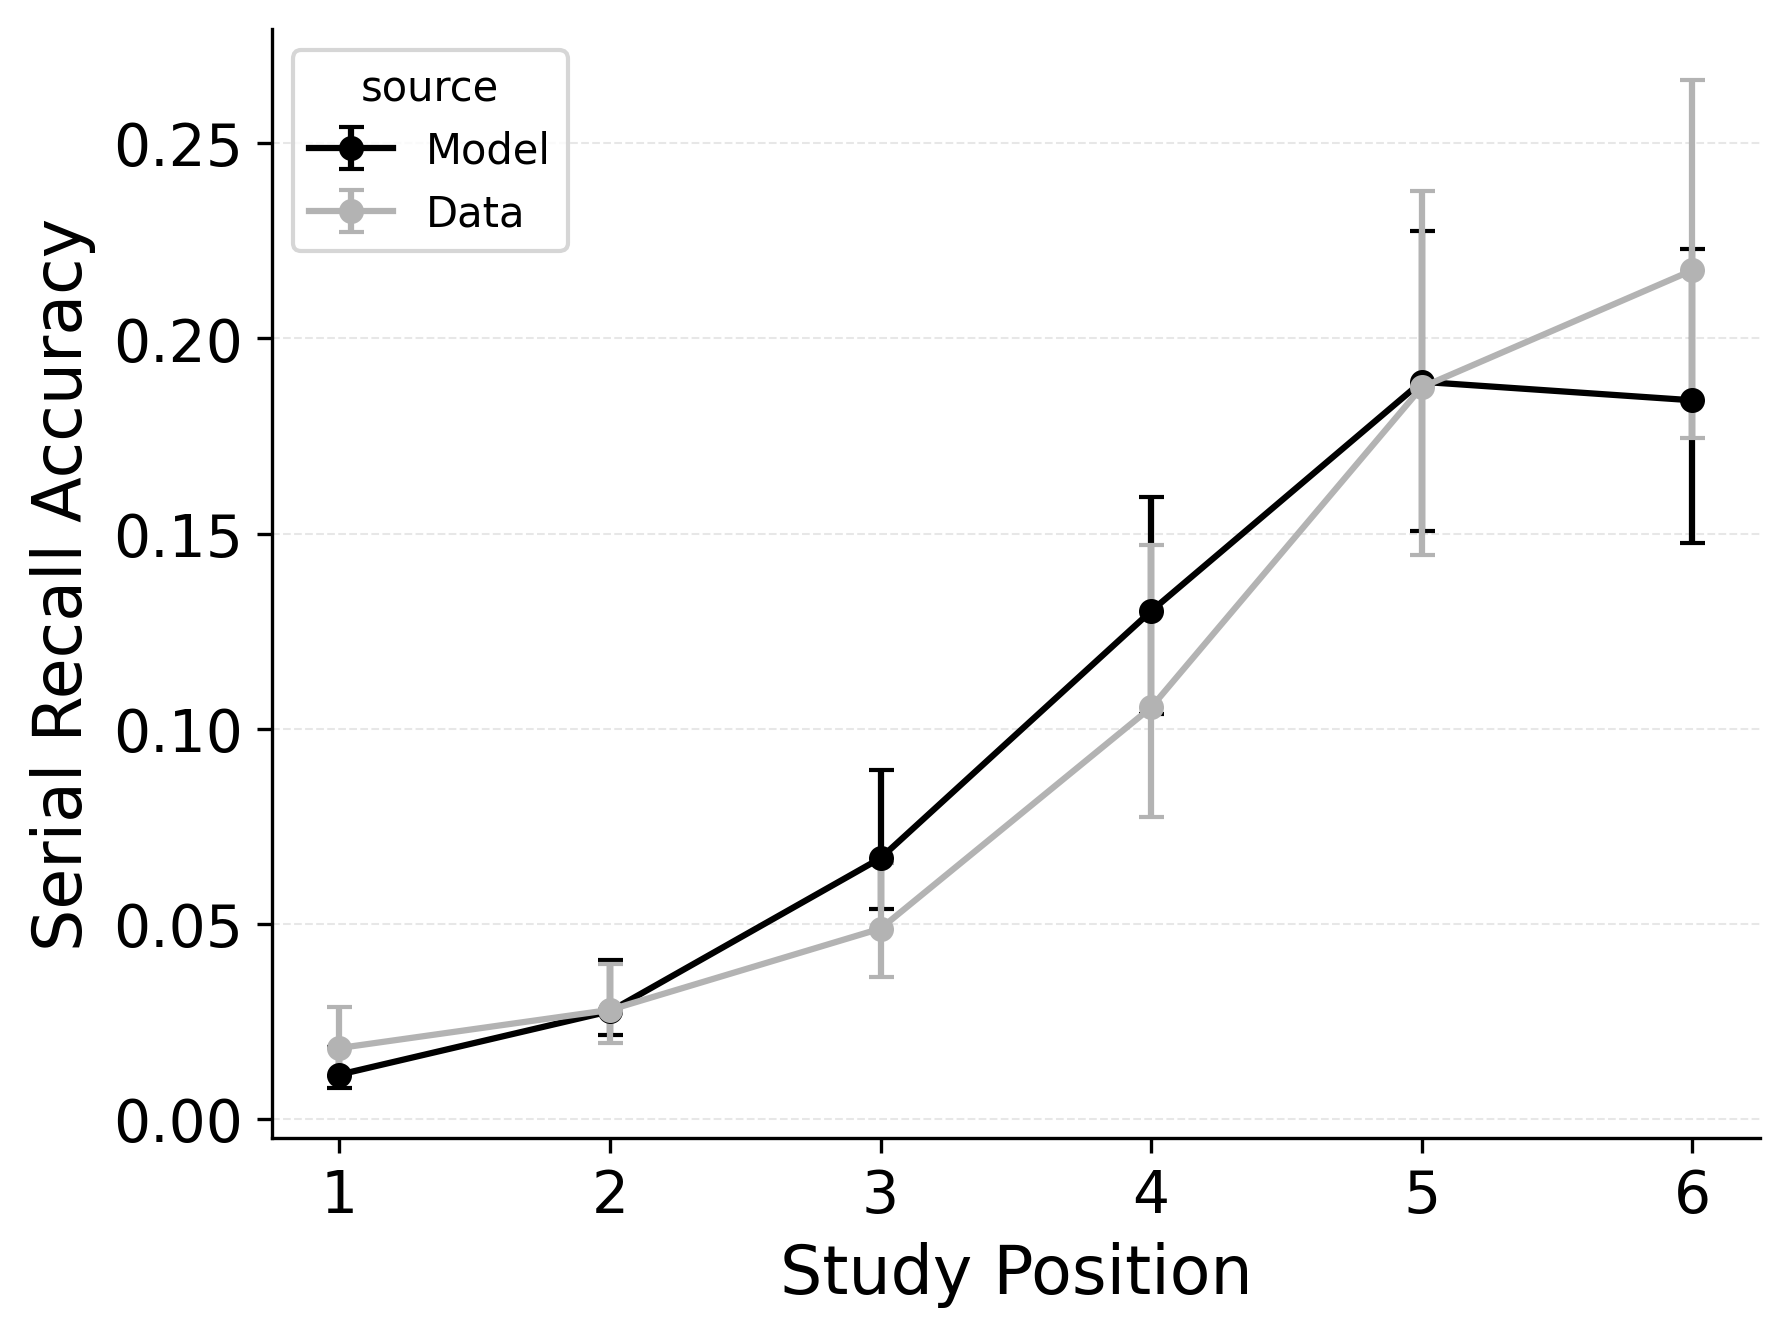 source
Model
Data
0.25
0.20
0.15
0.10
0.05
0.00
Serial Recall Accuracy
1 2 3 4 5 6
Study Position